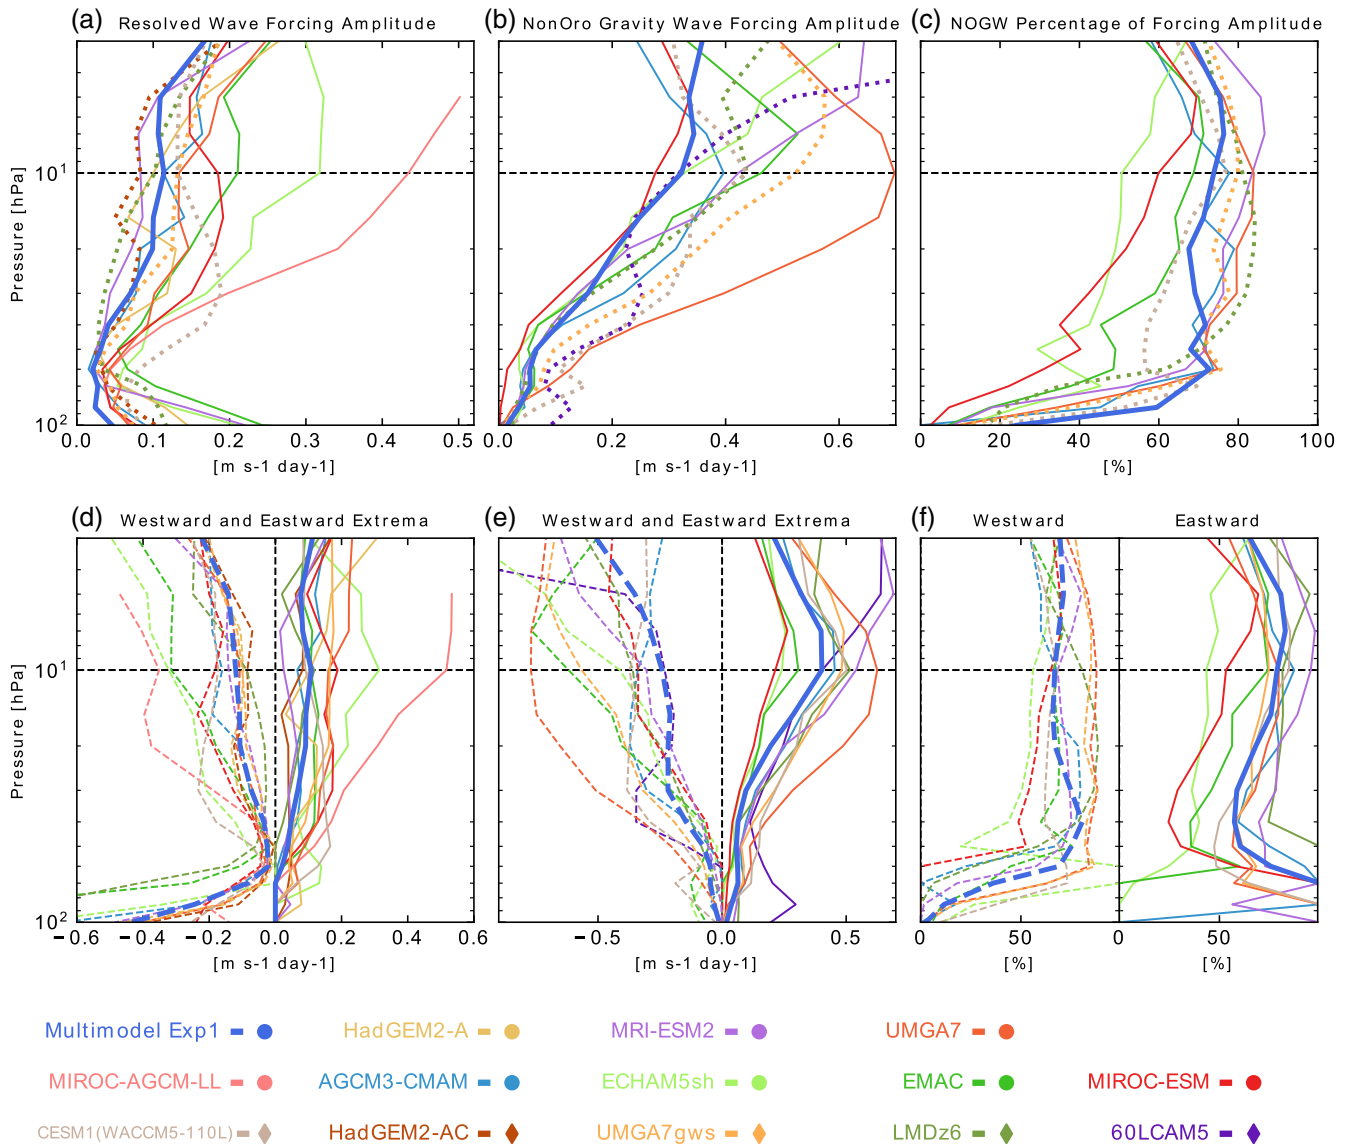 (a) Resolved Wave Forcing Amplitude
(b) NonOro Gravity Wave Forcing Amplitude
(c) NOGW Percentage of Forcing Amplitude
Pressure [hPa]
10¹
10²
0.0 0.1 0.2 0.3 0.4 0.5
[m s-1 day-1]
0.0 0.2 0.4 0.6
[m s-1 day-1]
0 20 40 60 80 100
[%]
(d) Westward and Eastward Extrema
(e) Westward and Eastward Extrema
(f) Westward Eastward
Pressure [hPa]
10¹
10²
−0.6 −0.4 −0.2 0.0 0.2 0.4 0.6
[m s-1 day-1]
−0.5 0.0 0.5
[m s-1 day-1]
0 50 0 50
[%] [%]
Multimodel Exp1 HadGEM2-A MRI-ESM2 UMGA7
MIROC-AGCM-LL AGCM3-CMAM ECHAM5sh EMAC MIROC-ESM
CESM1(WACCM5-110L) HadGEM2-AC UMGA7gws LMDz6 60LCAM5